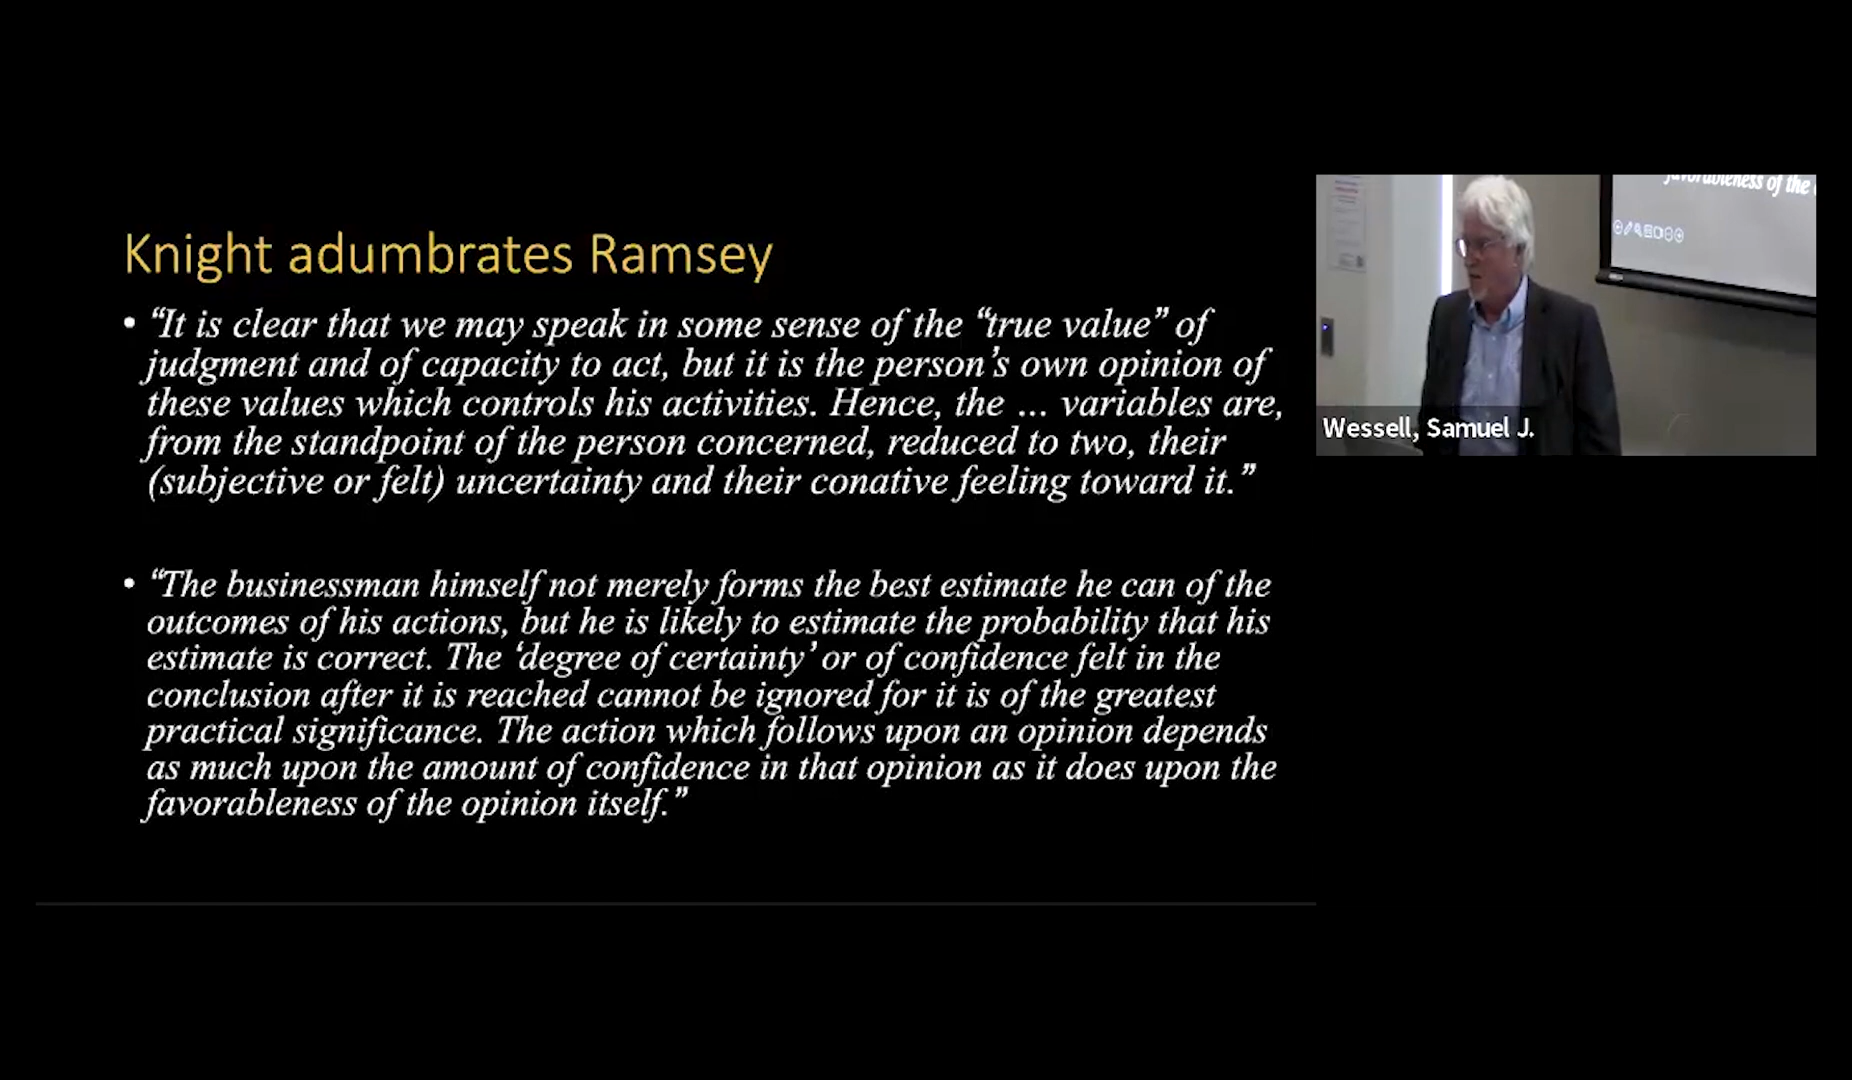 Knight adumbrates Ramsey
• “It is clear that we may speak in some sense of the “true value” of
judgment and of capacity to act, but it is the person’s own opinion of
these values which controls his activities. Hence, the ... variables are,
from the standpoint of the person concerned, reduced to two, their
(subjective or felt) uncertainty and their conative feeling toward it.”
• “The businessman himself not merely forms the best estimate he can of the
outcomes of his actions, but he is likely to estimate the probability that his
estimate is correct. The ‘degree of certainty’ or of confidence felt in the
conclusion after it is reached cannot be ignored for it is of the greatest
practical significance. The action which follows upon an opinion depends
as much upon the amount of confidence in that opinion as it does upon the
favorableness of the opinion itself.”
favorableness of the
Wessell, Samuel J.